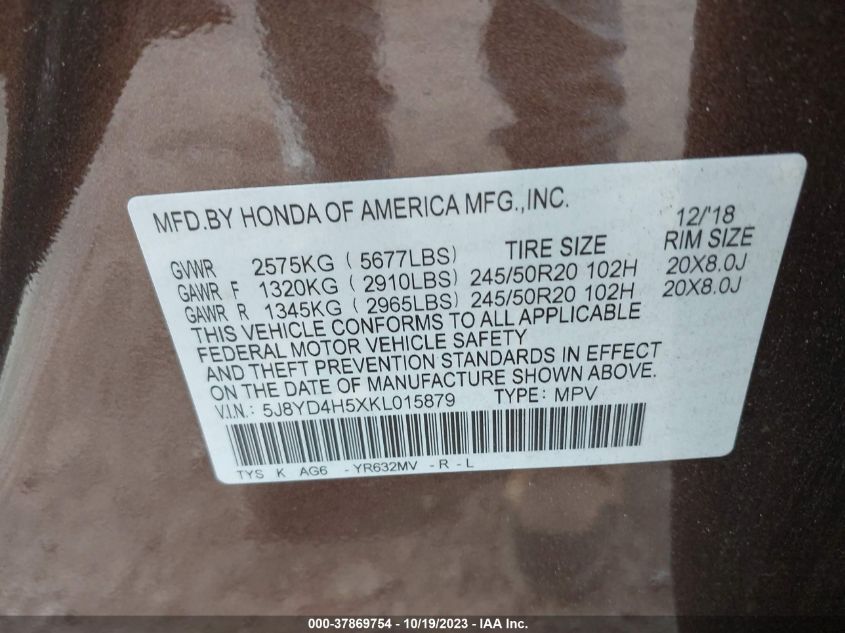 MFD.BY HONDA OF AMERICA MFG.,INC. 12/'18
GVWR 2575KG (5677LBS) TIRE SIZE RIM SIZE
GAWR F 1320KG (2910LBS) 245/50R20 102H 20X8.0J
GAWR R 1345KG (2965LBS) 245/50R20 102H 20X8.0J
THIS VEHICLE CONFORMS TO ALL APPLICABLE
FEDERAL MOTOR VEHICLE SAFETY
AND THEFT PREVENTION STANDARDS IN EFFECT
ON THE DATE OF MANUFACTURE SHOWN ABOVE.
V.I.N.: 5J8YD4H5XKL015879 TYPE: MPV
TYS K AG6 -YR632MV -R-L
000-37869754 - 10/19/2023 - IAA Inc.